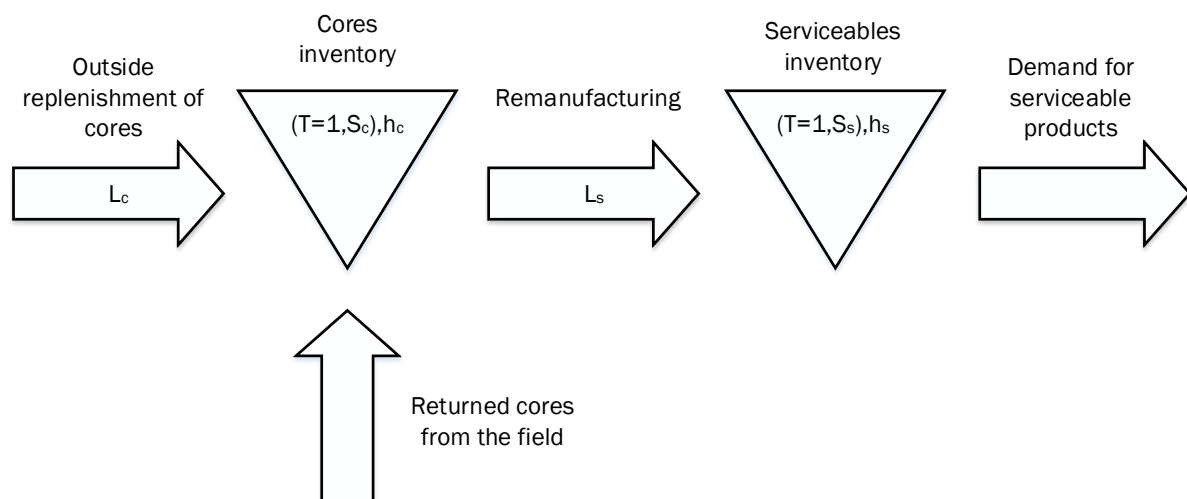 Outside
replenishment of
cores
Lc
Cores
inventory
(T=1,Sc),hc
Remanufacturing
Ls
Serviceables
inventory
(T=1,Ss),hs
Demand for
serviceable
products
Returned cores
from the field